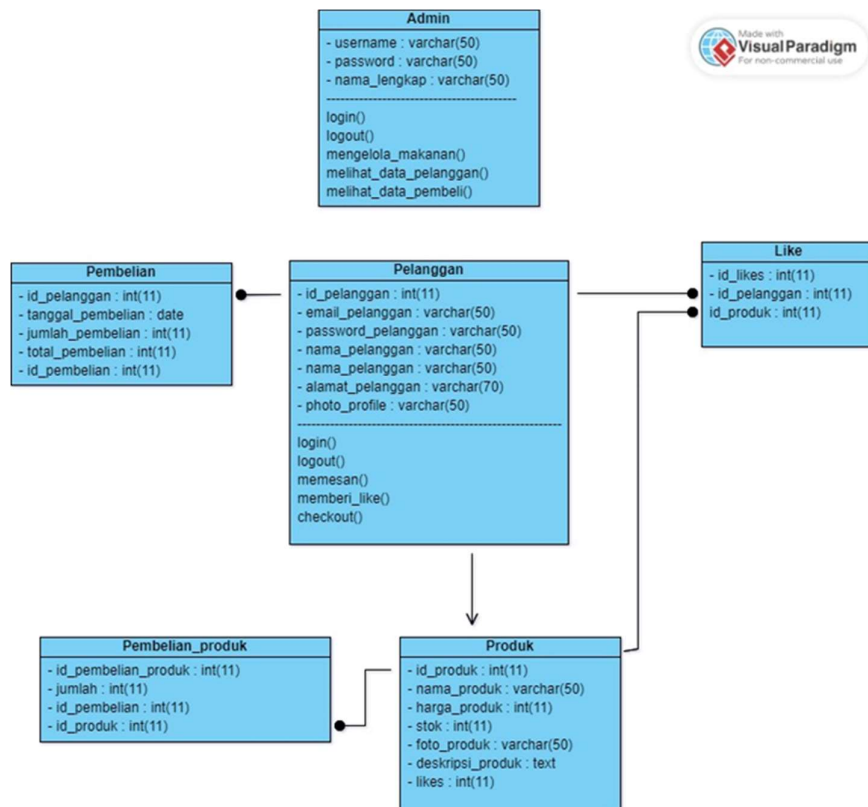 Admin
- username : varchar(50)
- password : varchar(50)
- nama_lengkap : varchar(50)
login()
logout()
mengelola_makanan()
melihat_data_pelanggan()
melihat_data_pembeli()
Made with
Visual Paradigm
For non-commercial use
Pembelian
- id_pelanggan : int(11)
- tanggal_pembelian : date
- jumlah_pembelian : int(11)
- total_pembelian : int(11)
- id_pembelian : int(11)
Pelanggan
- id_pelanggan : int(11)
- email_pelanggan : varchar(50)
- password_pelanggan : varchar(50)
- nama_pelanggan : varchar(50)
- nama_pelanggan : varchar(50)
- alamat_pelanggan : varchar(70)
- photo_profile : varchar(50)
login()
logout()
memesan()
memberi_like()
checkout()
Like
- id_likes : int(11)
- id_pelanggan : int(11)
id_produk : int(11)
Pembelian_produk
- id_pembelian_produk : int(11)
- jumlah : int(11)
- id_pembelian : int(11)
- id_produk : int(11)
Produk
- id_produk : int(11)
- nama_produk : varchar(50)
- harga_produk : int(11)
- stok : int(11)
- foto_produk : varchar(50)
- deskripsi_produk : text
- likes : int(11)